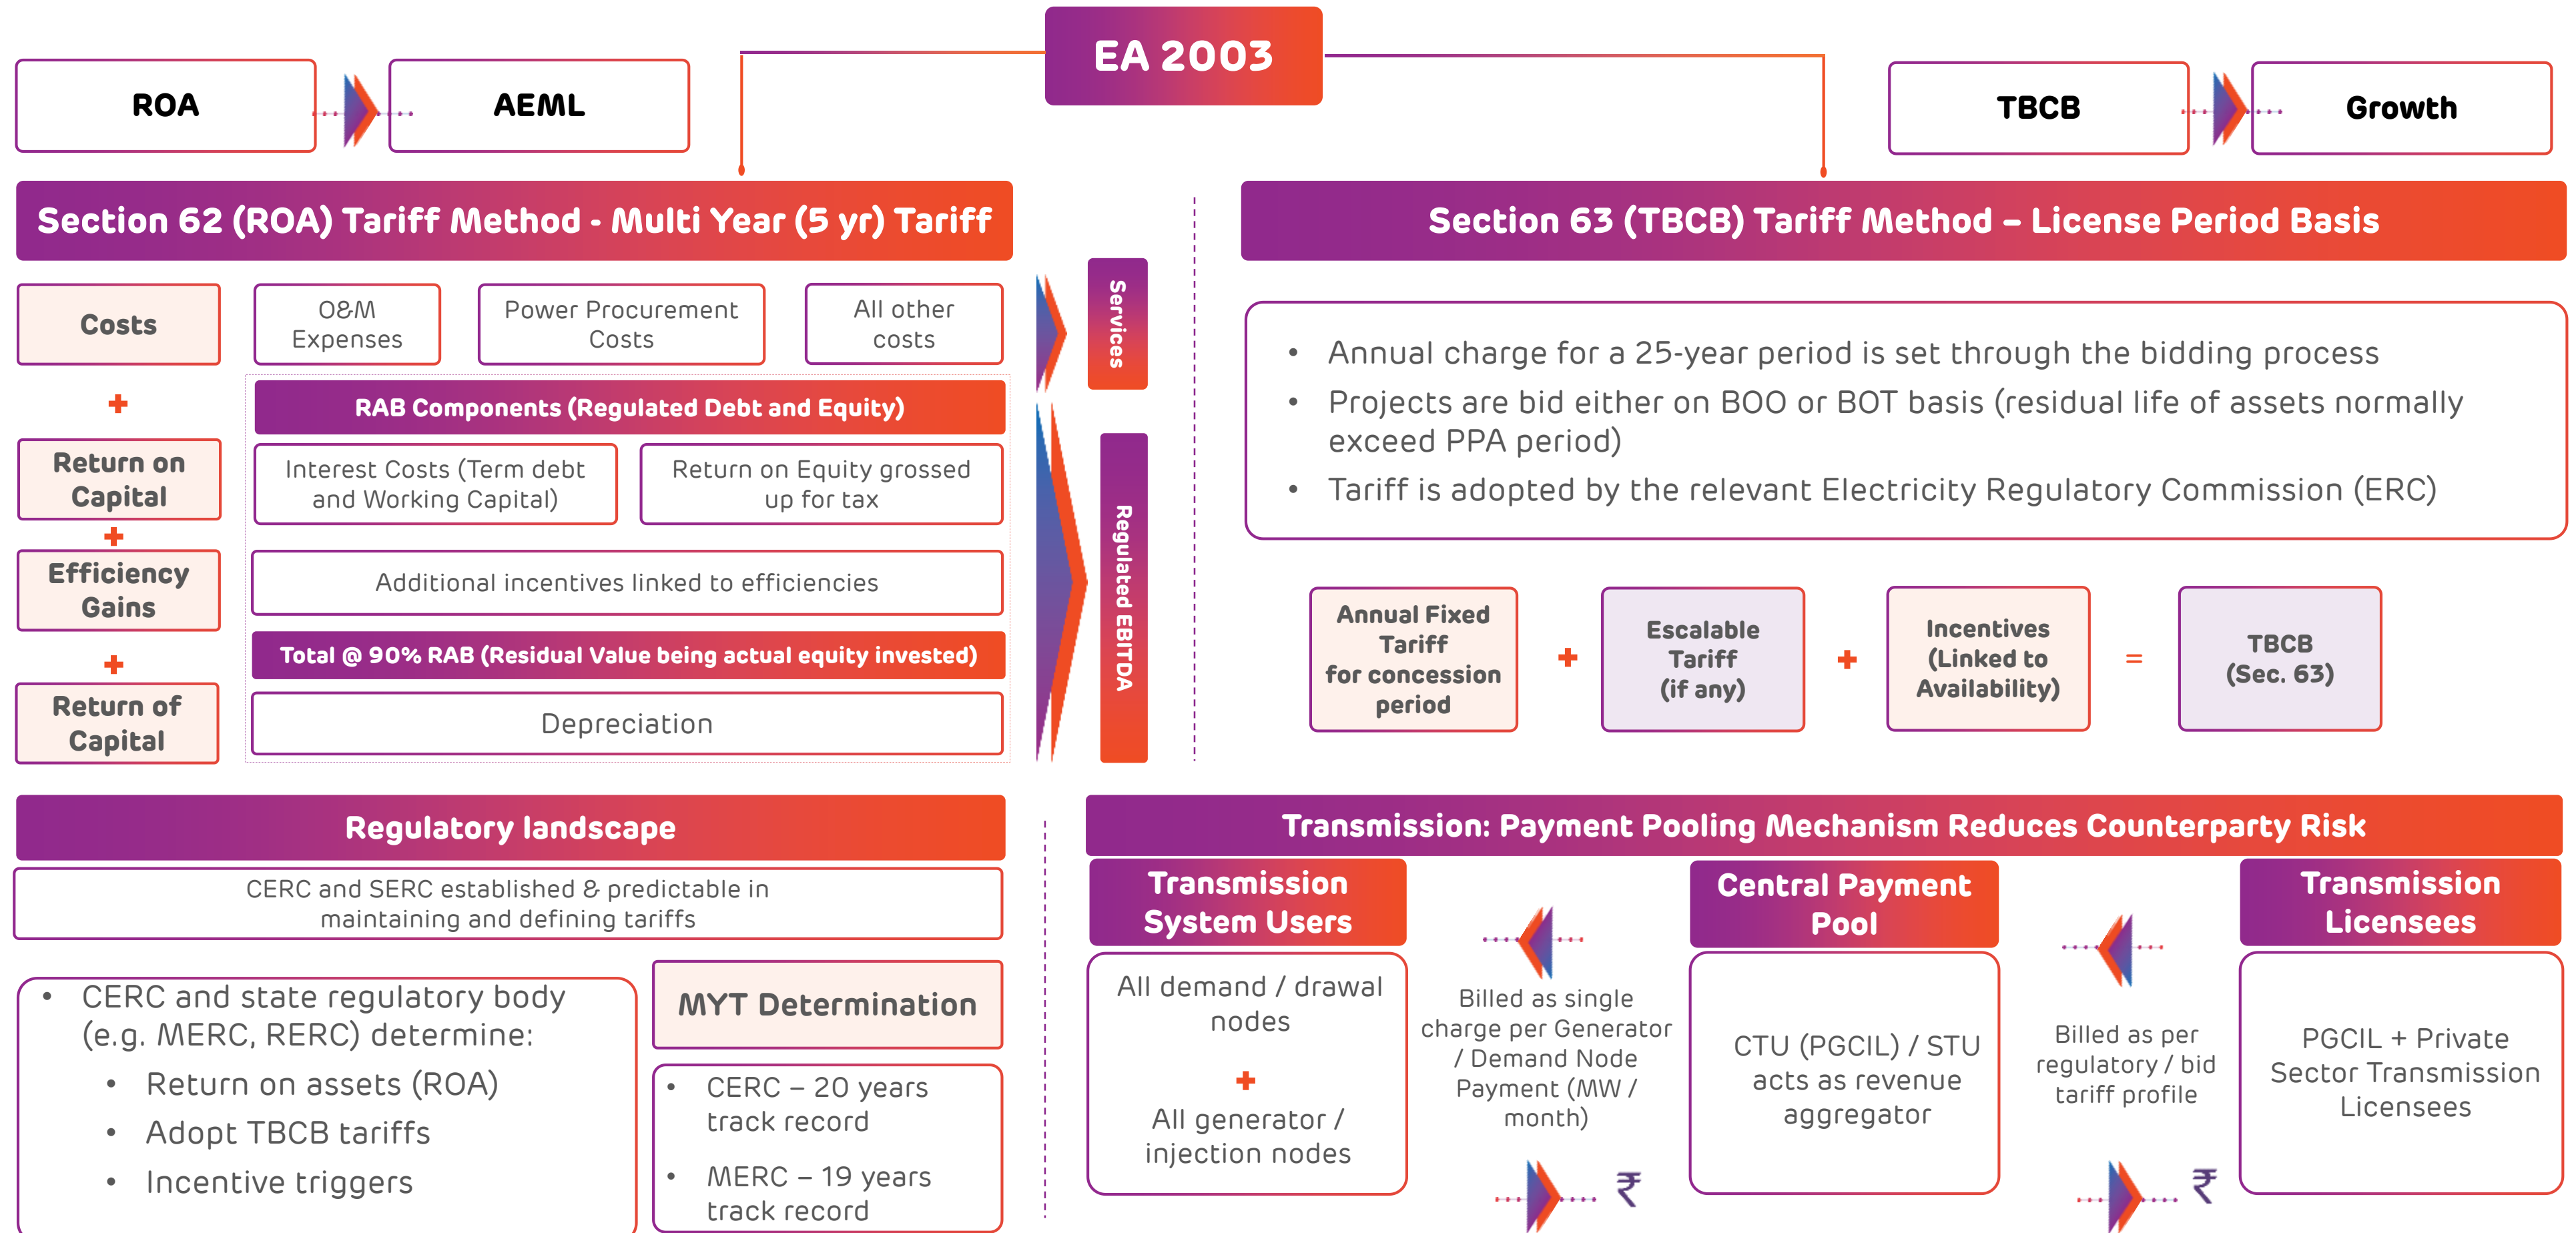 EA 2003
ROA
AEML
TBCB
Growth
Section 62 (ROA) Tariff Method - Multi Year (5 yr) Tariff
Costs
O&M
Expenses
Power Procurement
Costs
All other
costs
+
RAB Components (Regulated Debt and Equity)
Return on
Capital
Interest Costs (Term debt
and Working Capital)
Return on Equity grossed
up for tax
+
Efficiency
Gains
Additional incentives linked to efficiencies
+
Total @ 90% RAB (Residual Value being actual equity invested)
Return of
Capital
Depreciation
Services
Regulated EBITDA
Section 63 (TBCB) Tariff Method – License Period Basis
• Annual charge for a 25-year period is set through the bidding process
• Projects are bid either on BOO or BOT basis (residual life of assets normally
exceed PPA period)
• Tariff is adopted by the relevant Electricity Regulatory Commission (ERC)
Annual Fixed
Tariff
for concession
period
+
Escalable
Tariff
(if any)
+
Incentives
(Linked to
Availability)
=
TBCB
(Sec. 63)
Regulatory landscape
CERC and SERC established & predictable in
maintaining and defining tariffs
• CERC and state regulatory body
(e.g. MERC, RERC) determine:
• Return on assets (ROA)
• Adopt TBCB tariffs
• Incentive triggers
MYT Determination
• CERC – 20 years
track record
• MERC – 19 years
track record
Transmission: Payment Pooling Mechanism Reduces Counterparty Risk
Transmission
System Users
All demand / drawal
nodes
+
All generator /
injection nodes
Billed as single
charge per Generator
/ Demand Node
Payment (MW /
month)
₹
Central Payment
Pool
CTU (PGCIL) / STU
acts as revenue
aggregator
Billed as per
regulatory / bid
tariff profile
₹
Transmission
Licensees
PGCIL + Private
Sector Transmission
Licensees